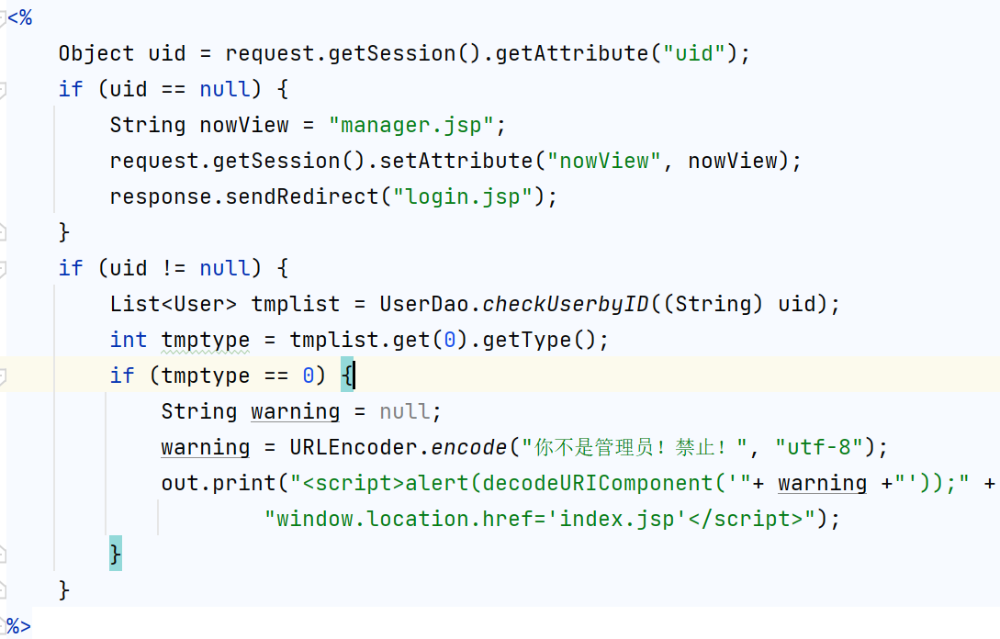 <%
    Object uid = request.getSession().getAttribute("uid");
    if (uid == null) {
        String nowView = "manager.jsp";
        request.getSession().setAttribute("nowView", nowView);
        response.sendRedirect("login.jsp");
    }
    if (uid != null) {
        List<User> tmplist = UserDao.checkUserbyID((String) uid);
        int tmptype = tmplist.get(0).getType();
        if (tmptype == 0) {
            String warning = null;
            warning = URLEncoder.encode("你不是管理员！禁止！", "utf-8");
            out.print("<script>alert(decodeURIComponent('"+ warning +"'));" +
                    "window.location.href='index.jsp'</script>");
        }
    }
%>